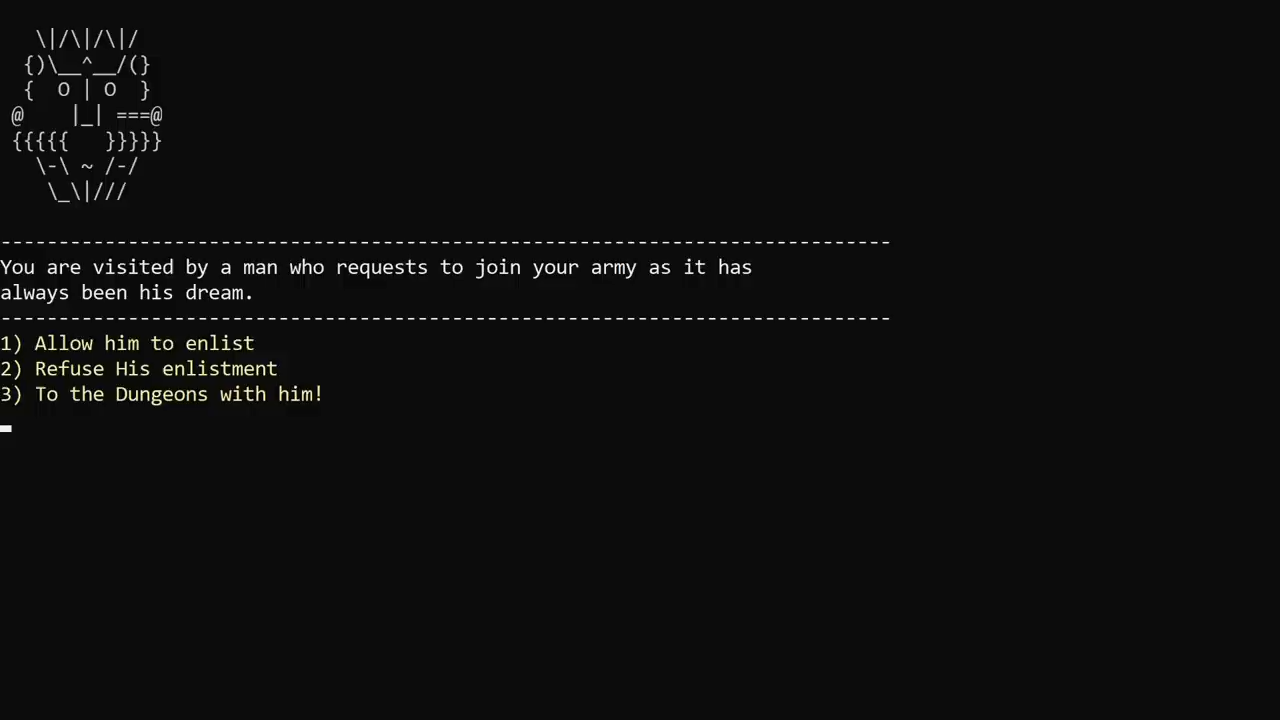 \|/\|/\|/
  {)\__^__/(}
  {  O | O  }
 @    |_| ===@
 {{{{{   }}}}}
   \-\ ~ /-/
    \_\|///
-----------------------------------------------------------------------------
You are visited by a man who requests to join your army as it has
always been his dream.
-----------------------------------------------------------------------------
1) Allow him to enlist
2) Refuse His enlistment
3) To the Dungeons with him!